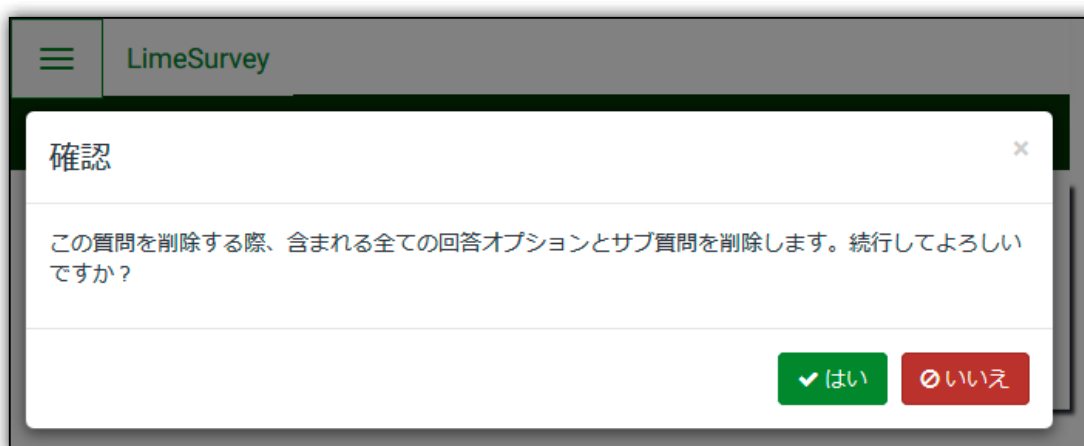 LimeSurvey
確認
この質問を削除する際、含まれる全ての回答オプションとサブ質問を削除します。続行してよろしい
ですか?
はい
いいえ